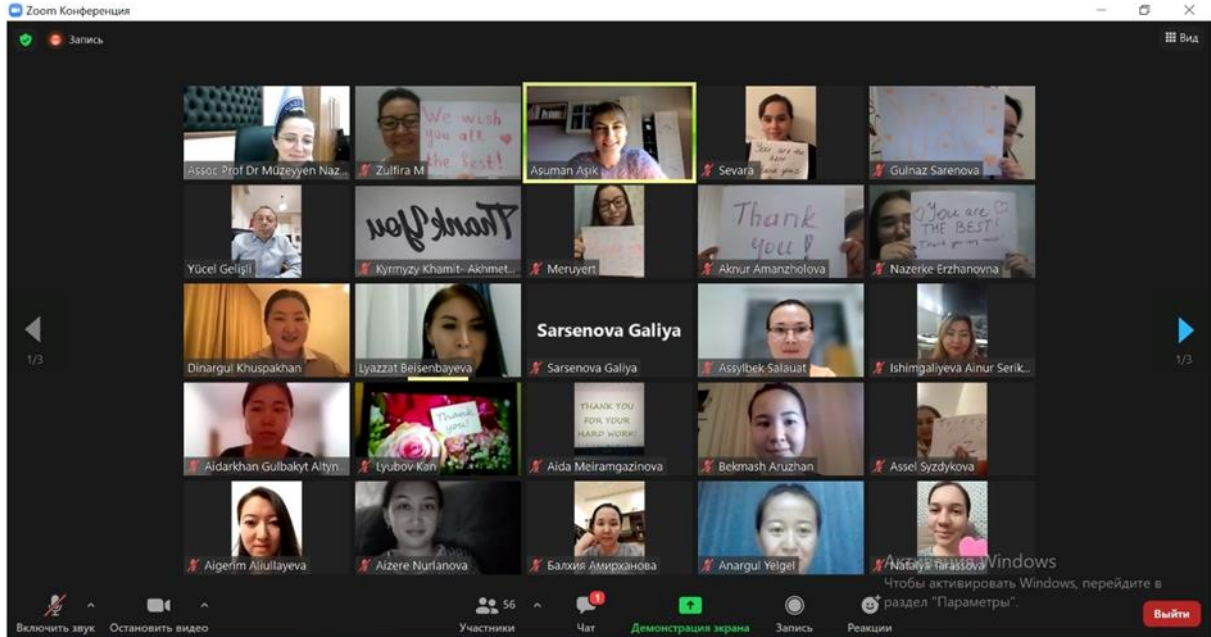 Zoom Конференция
Запись
Вид
Assoc Prof Dr Müzeyyen Naz...
We wish
you all
the best!
Zulfira M
Asuman Aşık
You are the
best
Sevara
Gulnaz Sarenova
Yücel Gelişli
Thank You
Kyrmyzy Khamit- Akhmet...
Meruyert
Thank
you!
Aknur Amanzholova
You are
THE BEST!
Nazerke Erzhanovna
1/3
Dinargul Khuspakhan
Lyazzat Beisenbayeva
Sarsenova Galiya
Sarsenova Galiya
Assylbek Salauat
Ishimgaliyeva Ainur Serik...
1/3
Aidarkhan Gulbakyt Altyn...
Thank
you!
Lyubov Kan
THANK YOU
FOR YOUR
HARD WORK!
Aida Meiramgazinova
Bekmash Aruzhan
Assel Syzdykova
Aigerim Aliullayeva
Aizere Nurlanova
Балхия Амирханова
Anargul Yelgel
Natalya Tarassova
Активация Windows
Чтобы активировать Windows, перейдите в
раздел "Параметры".
Включить звук
Остановить видео
56
Участники
1
Чат
Демонстрация экрана
Запись
Реакции
Выйти